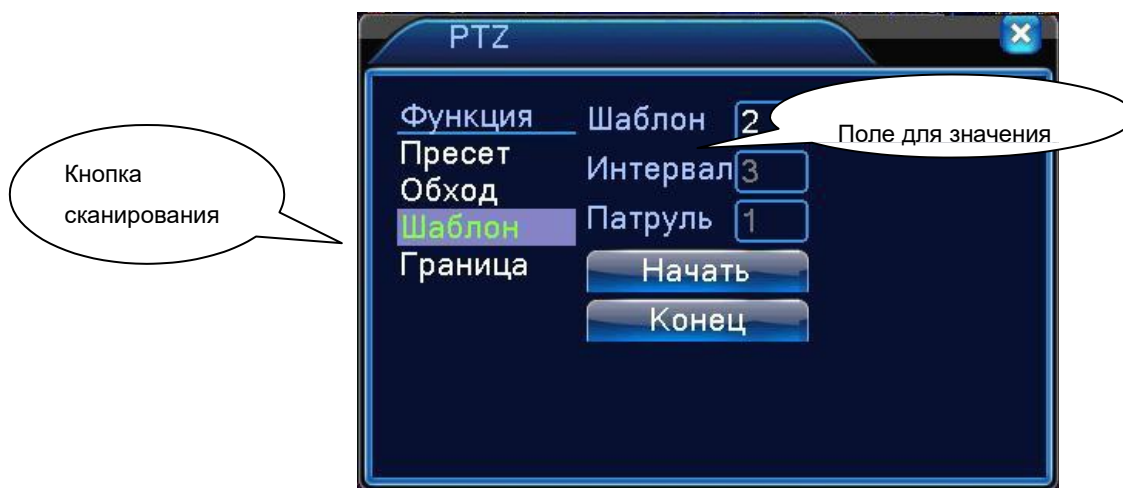 PTZ
Функция
Пресет
Обход
Шаблон
Граница
Шаблон 2
Интервал 3
Патруль 1
Начать
Конец
Кнопка
сканирования
Поле для значения